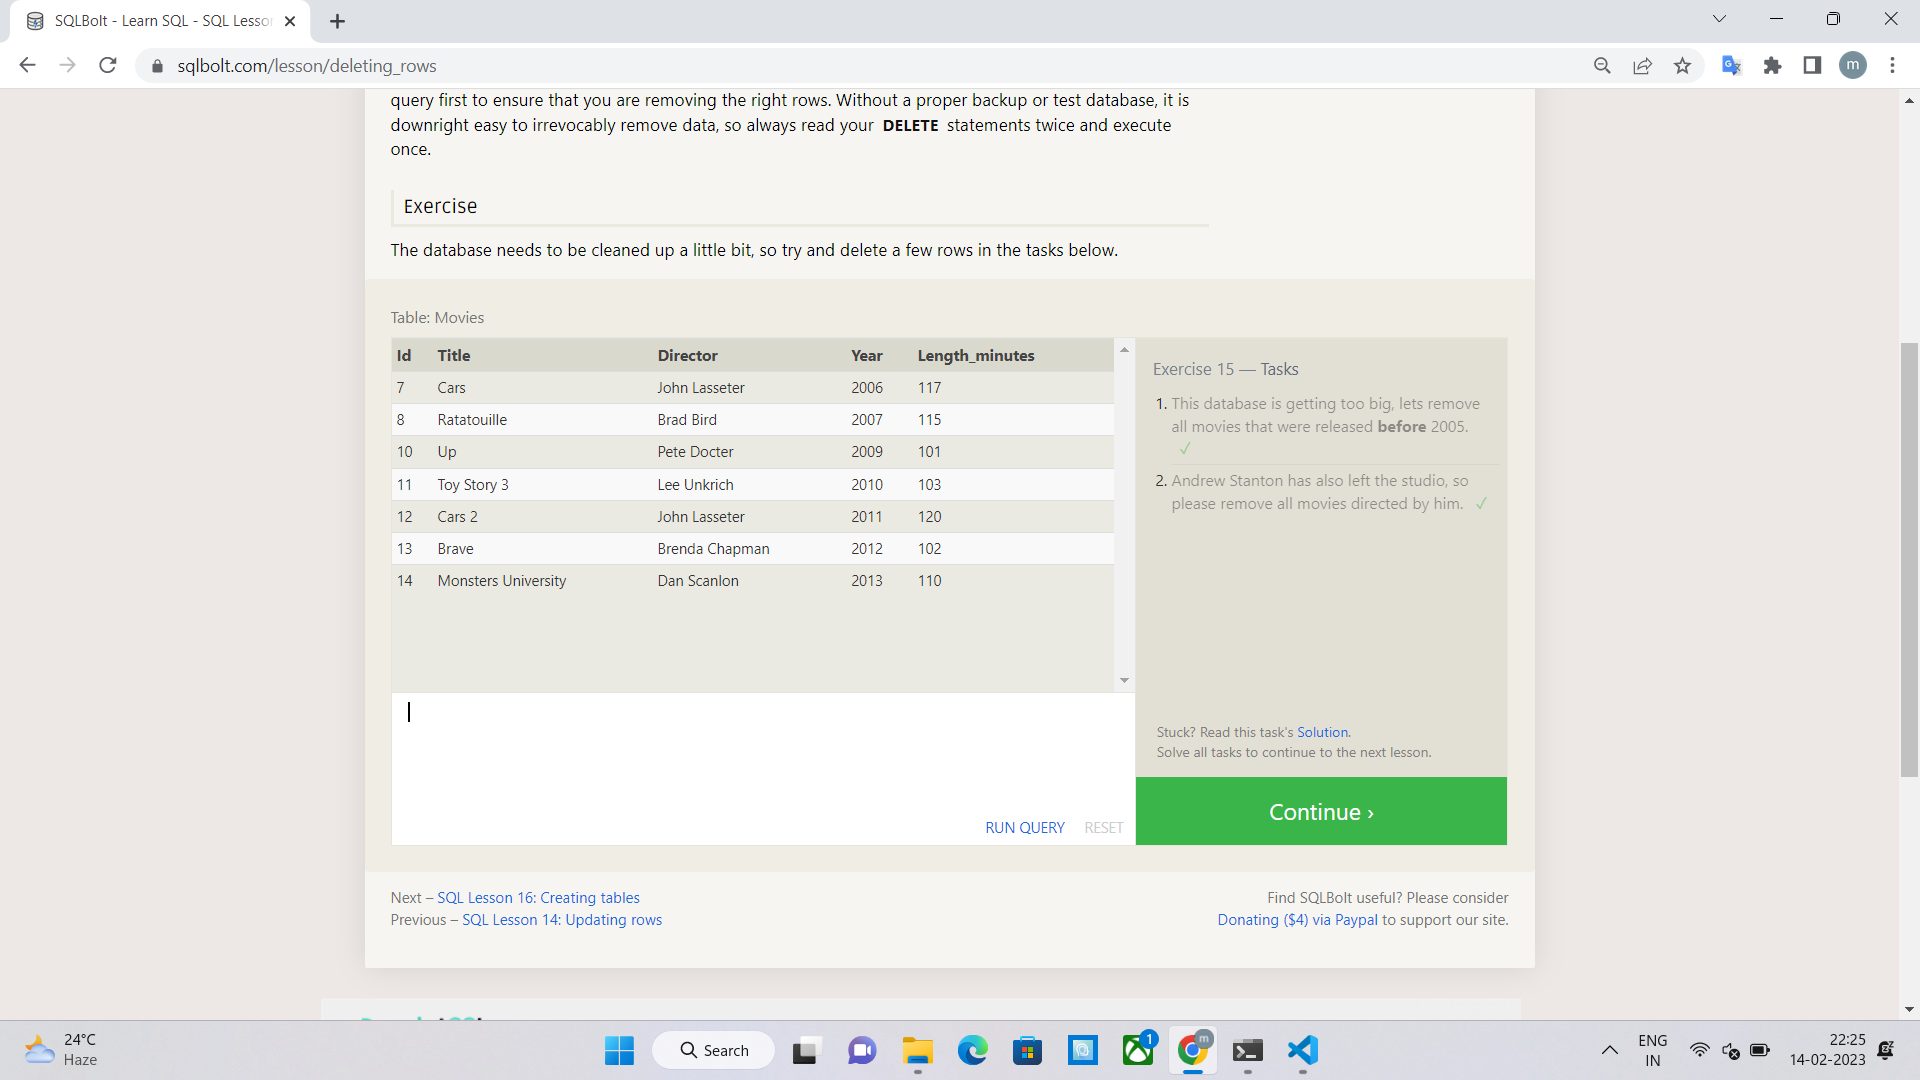 SQLBolt - Learn SQL - SQL Lesson
sqlbolt.com/lesson/deleting_rows
m
query first to ensure that you are removing the right rows. Without a proper backup or test database, it is
downright easy to irrevocably remove data, so always read your DELETE statements twice and execute
once.
Exercise
The database needs to be cleaned up a little bit, so try and delete a few rows in the tasks below.
Table: Movies
Id Title Director Year Length_minutes
7 Cars John Lasseter 2006 117
8 Ratatouille Brad Bird 2007 115
10 Up Pete Docter 2009 101
11 Toy Story 3 Lee Unkrich 2010 103
12 Cars 2 John Lasseter 2011 120
13 Brave Brenda Chapman 2012 102
14 Monsters University Dan Scanlon 2013 110
Exercise 15 — Tasks
1. This database is getting too big, lets remove
all movies that were released before 2005.
✓
2. Andrew Stanton has also left the studio, so
please remove all movies directed by him. ✓
Stuck? Read this task's Solution.
Solve all tasks to continue to the next lesson.
RUN QUERY RESET
Continue ›
Next – SQL Lesson 16: Creating tables
Previous – SQL Lesson 14: Updating rows
Find SQLBolt useful? Please consider
Donating ($4) via Paypal to support our site.
24°C
Haze
Search
1
m
ENG
IN
22:25
14-02-2023